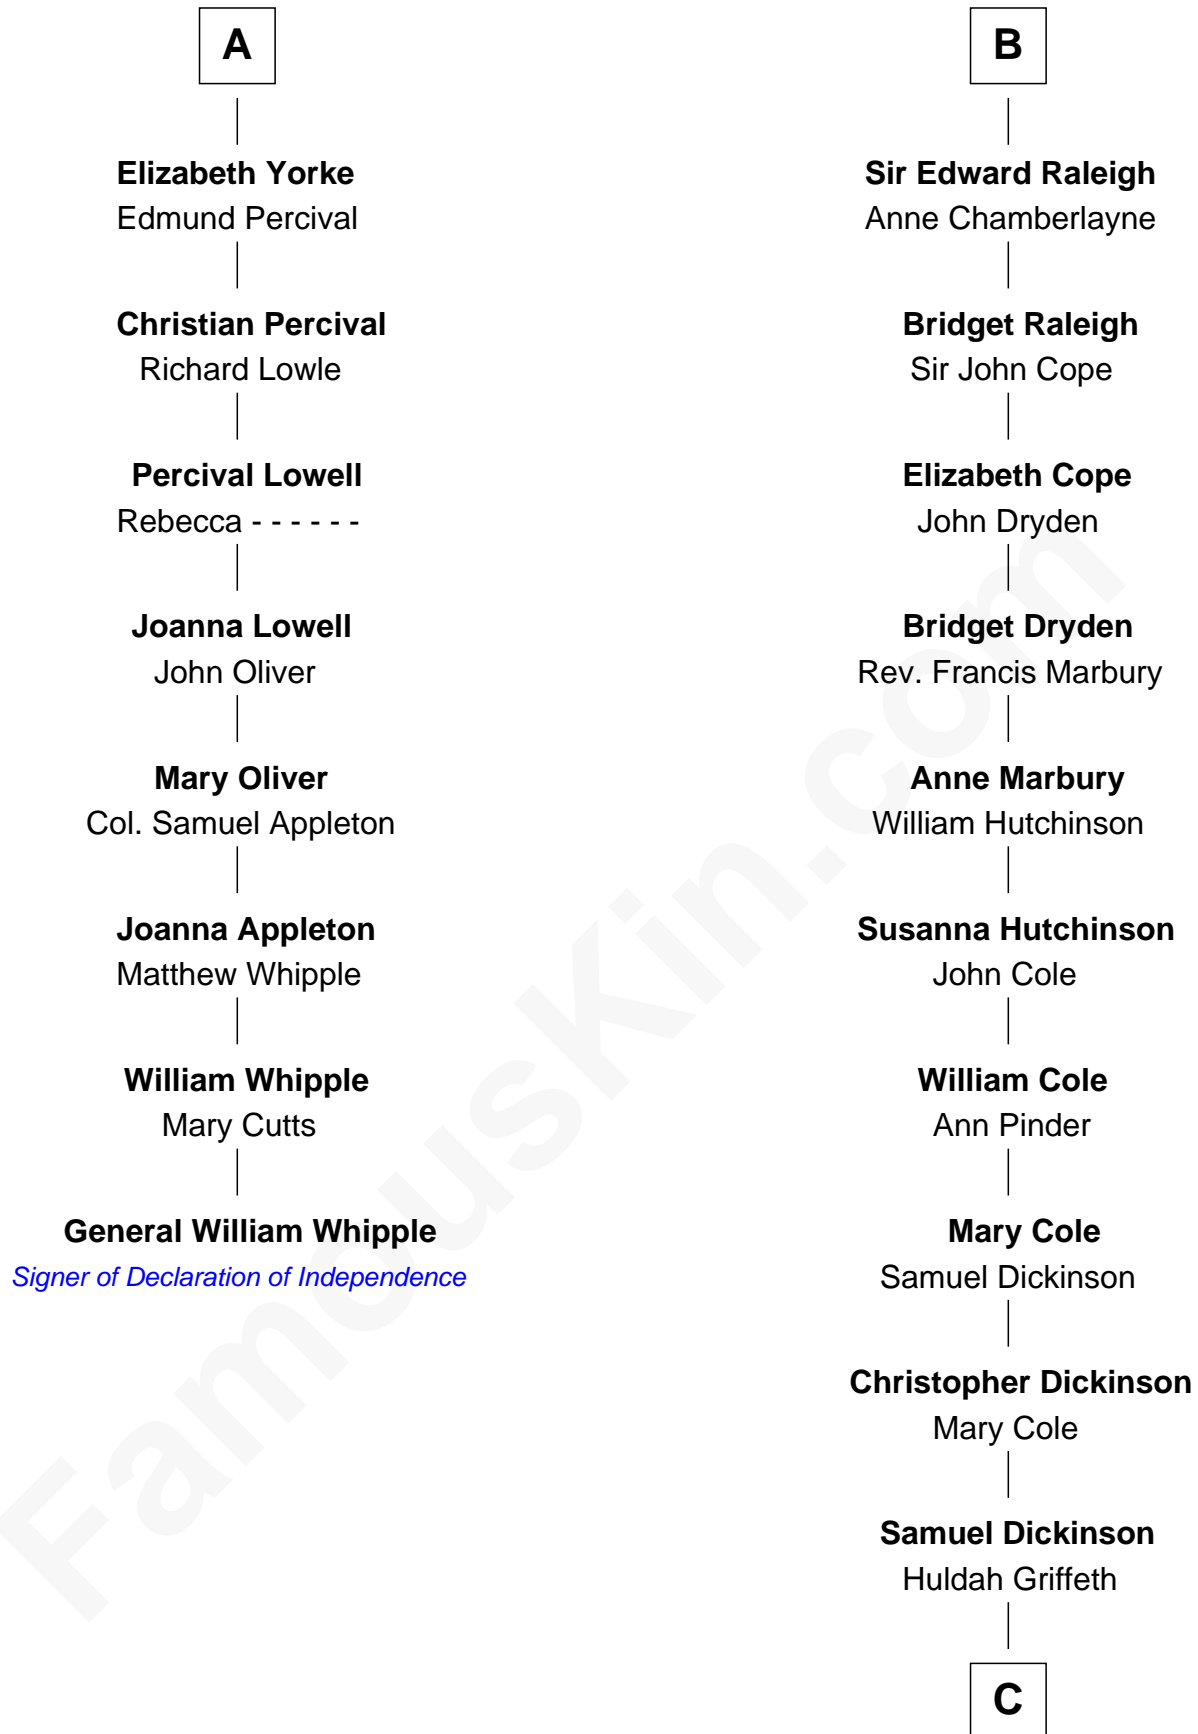 A
Elizabeth Yorke
Edmund Percival
Christian Percival
Richard Lowle
Percival Lowell
Rebecca - - - - - -
Joanna Lowell
John Oliver
Mary Oliver
Col. Samuel Appleton
Joanna Appleton
Matthew Whipple
William Whipple
Mary Cutts
General William Whipple
Signer of Declaration of Independence
B
Sir Edward Raleigh
Anne Chamberlayne
Bridget Raleigh
Sir John Cope
Elizabeth Cope
John Dryden
Bridget Dryden
Rev. Francis Marbury
Anne Marbury
William Hutchinson
Susanna Hutchinson
John Cole
William Cole
Ann Pinder
Mary Cole
Samuel Dickinson
Christopher Dickinson
Mary Cole
Samuel Dickinson
Huldah Griffeth
C
FamousKin.com